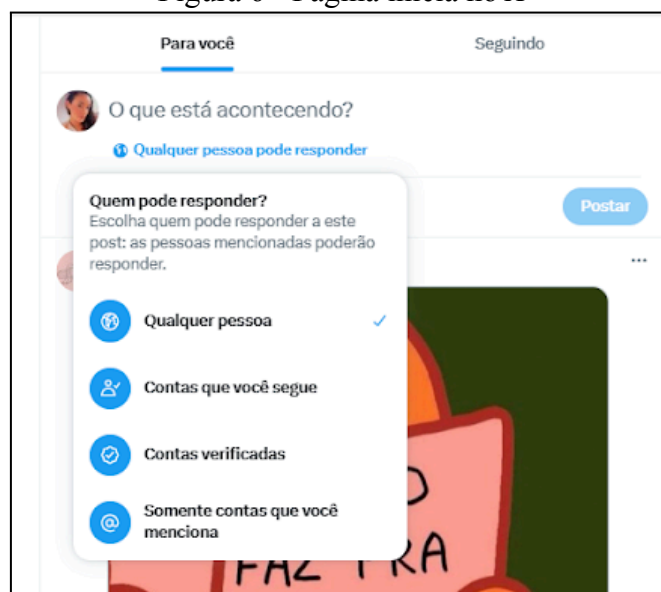 Para você
Seguindo
O que está acontecendo?
Qualquer pessoa pode responder
Quem pode responder?
Escolha quem pode responder a este
post: as pessoas mencionadas poderão
responder.
Postar
Qualquer pessoa
Contas que você segue
Contas verificadas
Somente contas que você
menciona
FAZ PRA